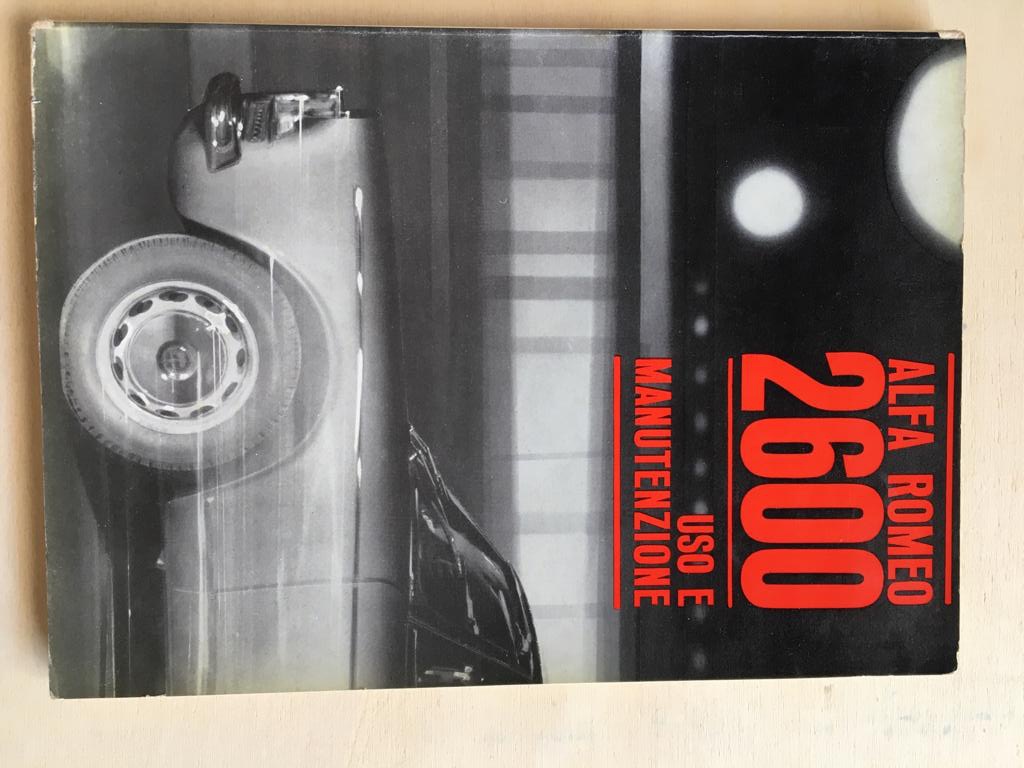 ALFA ROMEO
2600
USO E
MANUTENZIONE